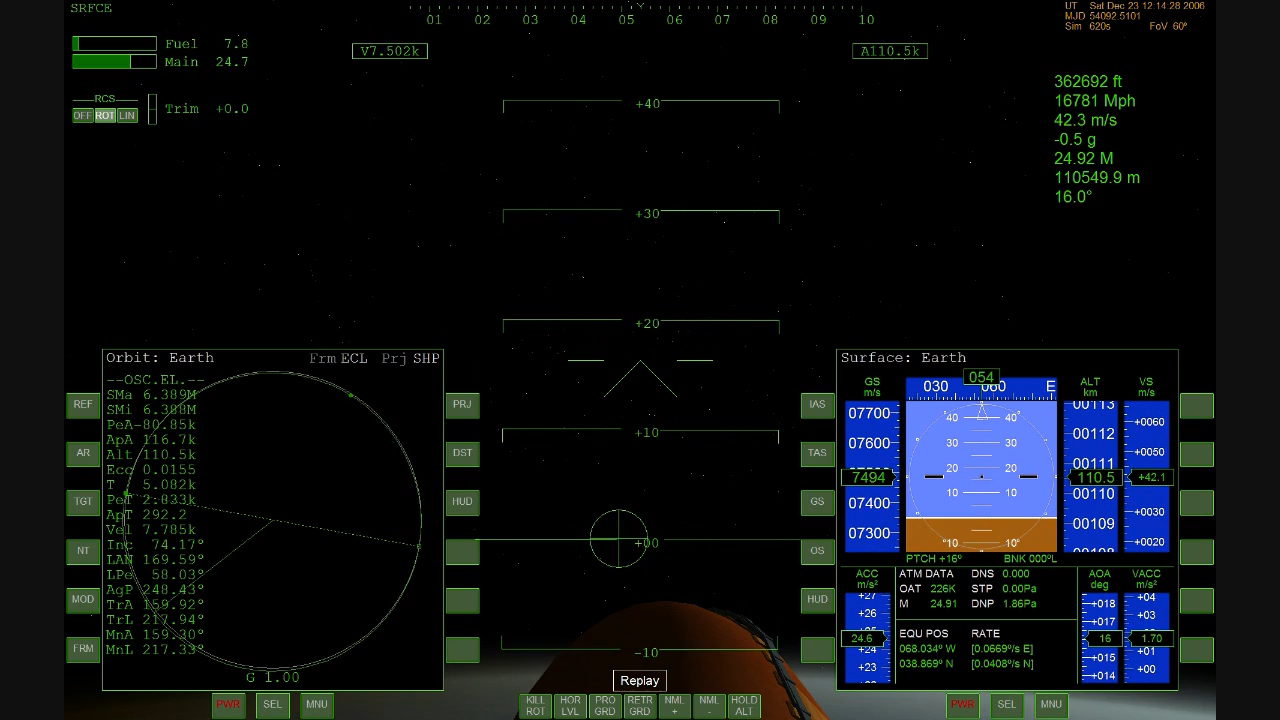 SRFCE
01 02 03 04 05 06 07 08 09 10
UT Sat Dec 23 12:14:28 2006
MJD 54092.5101
Sim 620s FoV 60°
Fuel 7.8
Main 24.7
V7.502k
A110.5k
RCS
OFF ROT LIN
Trim +0.0
362692 ft
16781 Mph
42.3 m/s
-0.5 g
24.92 M
110549.9 m
16.0°
+40
+30
+20
+10
+00
-10
Orbit: Earth Frm ECL Prj SHP
--OSC.EL.--
SMa 6.389M
SMi 6.388M
PeA-80.85k
ApA 116.7k
Alt 110.5k
Ecc 0.0155
T 5.082k
PeT 2.833k
ApT 292.2
Vel 7.785k
Inc 74.17°
LAN 169.59°
LPe 58.03°
AgP 248.43°
TrA 159.92°
TrL 217.94°
MnA 159.30°
MnL 217.33°
G 1.00
REF
AR
TGT
NT
MOD
FRM
PRJ
DST
HUD
PWR SEL MNU
Replay
KILL ROT
HOR LVL
PRO GRD
RETR GRD
NML +
NML -
HOLD ALT
Surface: Earth
IAS
TAS
GS
OS
HUD
GS m/s
07700
07600
7494
07400
07300
054
030 060 E
40 40
30 30
20 20
10 10
10 10
ALT km
00113
00112
00111
110.5
00110
00109
VS m/s
+0060
+0050
+42.1
+0030
+0020
PTCH +16° BNK 000°L
ACC m/s²
+27
+26
24.6
+24
+23
ATM DATA DNS 0.000
OAT 226K STP 0.00Pa
M 24.91 DNP 1.86Pa
EQU POS RATE
068.034° W [0.0669°/s E]
038.869° N [0.0408°/s N]
AOA deg
+018
+017
16
+015
+014
VACC m/s²
+04
+03
1.70
+01
+00
PWR SEL MNU